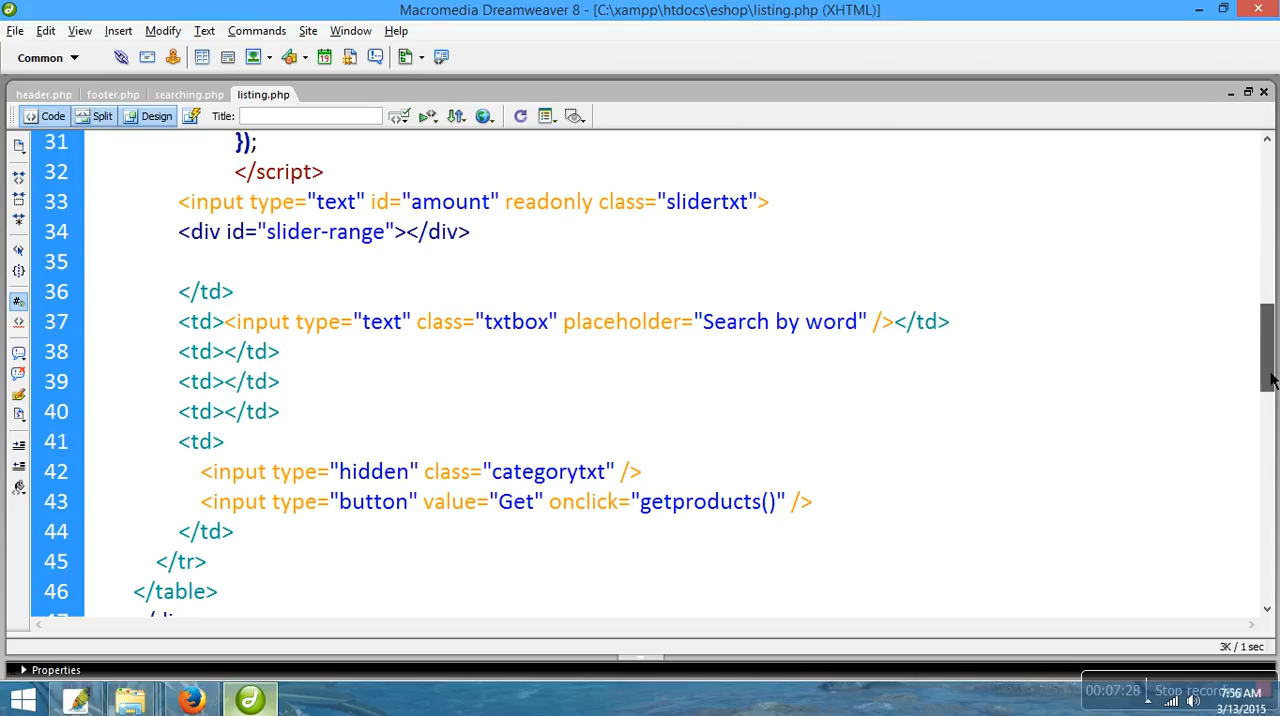 Macromedia Dreamweaver 8 - [C:\xampp\htdocs\eshop\listing.php (XHTML)]
File Edit View Insert Modify Text Commands Site Window Help
Common
header.php footer.php searching.php listing.php
Code Split Design Title:
31 });
32 </script>
33 <input type="text" id="amount" readonly class="slidertxt">
34 <div id="slider-range"></div>
35
36 </td>
37 <td><input type="text" class="txtbox" placeholder="Search by word" /></td>
38 <td></td>
39 <td></td>
40 <td></td>
41 <td>
42 <input type="hidden" class="categorytxt" />
43 <input type="button" value="Get" onclick="getproducts()" />
44 </td>
45 </tr>
46 </table>
3K / 1 sec
Properties
00:07:28 Stop
7:56 AM
3/13/2015